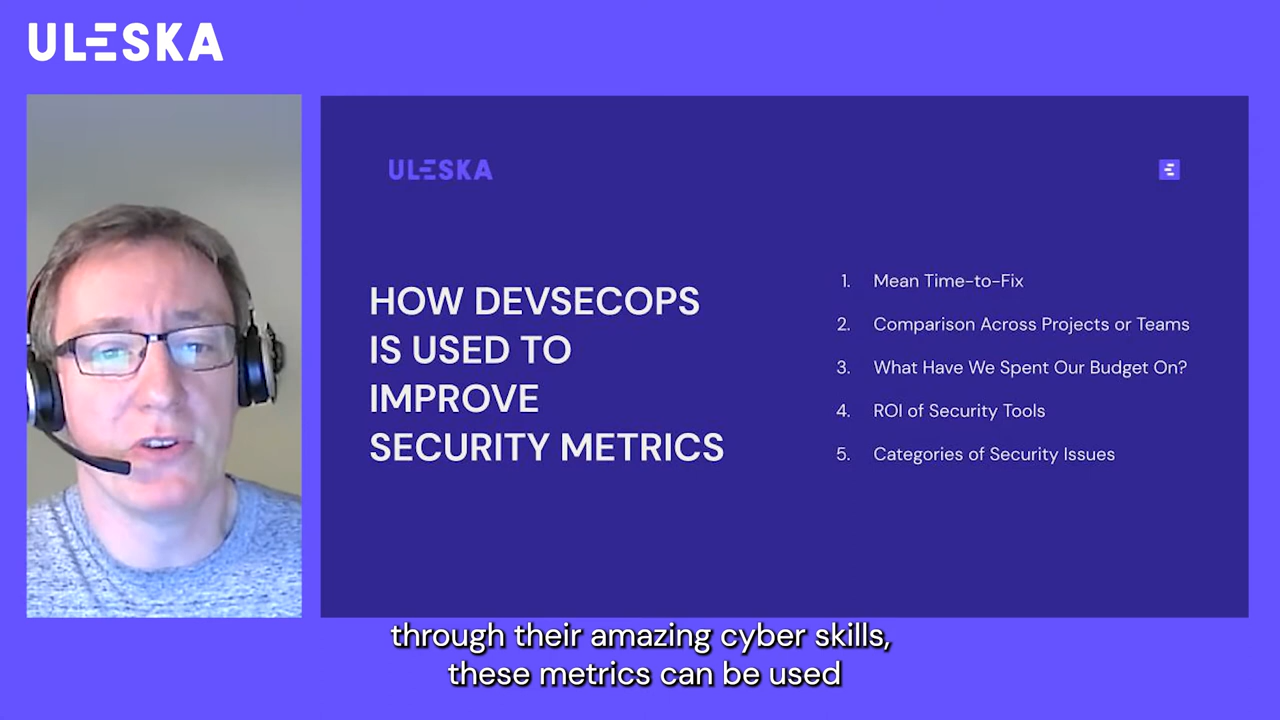 ULESKA
ULESKA
HOW DEVSECOPS
IS USED TO
IMPROVE
SECURITY METRICS
1. Mean Time-to-Fix
2. Comparison Across Projects or Teams
3. What Have We Spent Our Budget On?
4. ROI of Security Tools
5. Categories of Security Issues
through their amazing cyber skills,
these metrics can be used